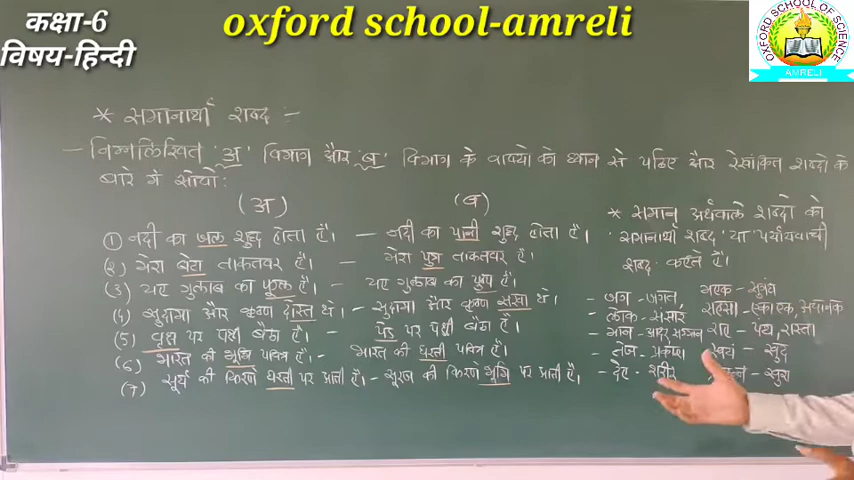 कक्षा-6
विषय-हिन्दी
oxford school-amreli
OXFORD SCHOOL OF SCIENCE
AMRELI
* समानार्थी शब्द :-
- निम्नलिखित 'अ' विभाग और 'ब' विभाग के वाक्यो को ध्यान से पढिए और रेखांकित शब्दो के
बारे में सोचो:
(अ) (ब)
(1) नदी का जल शुद्ध होता है। - नदी का पानी शुद्ध होता है।
(2) मेरा बेटा ताकतवर है। - मेरा पुत्र ताकतवर है।
(3) यह गुलाब का फूल है। - यह गुलाब का पुष्प है।
(4) सुदामा और कृष्ण दोस्त थे। - सुदामा और कृष्ण सखा थे।
(5) वृक्ष पर पक्षी बैठा है। - पेड पर पक्षी बैठा है।
(6) भारत की भूमि पवित्र है। - भारत की धरती पवित्र है।
(7) सूर्य की किरणे धरती पर आती है। - सूरज की किरण भूमि पर आती है।
* समान अर्थवाले शब्दो को
'समानार्थी शब्द' या 'पर्यायवाची
शब्द' कहते है।
- जग - जगत, महक - सुगंध
- लोक - संसार सहसा - एकाएक, अचानक
- मान - आदर, सम्मान राह - पंथ, रास्ता
- तेज - प्रकाश स्वयं - खुद
- देह - शरीर - खुश